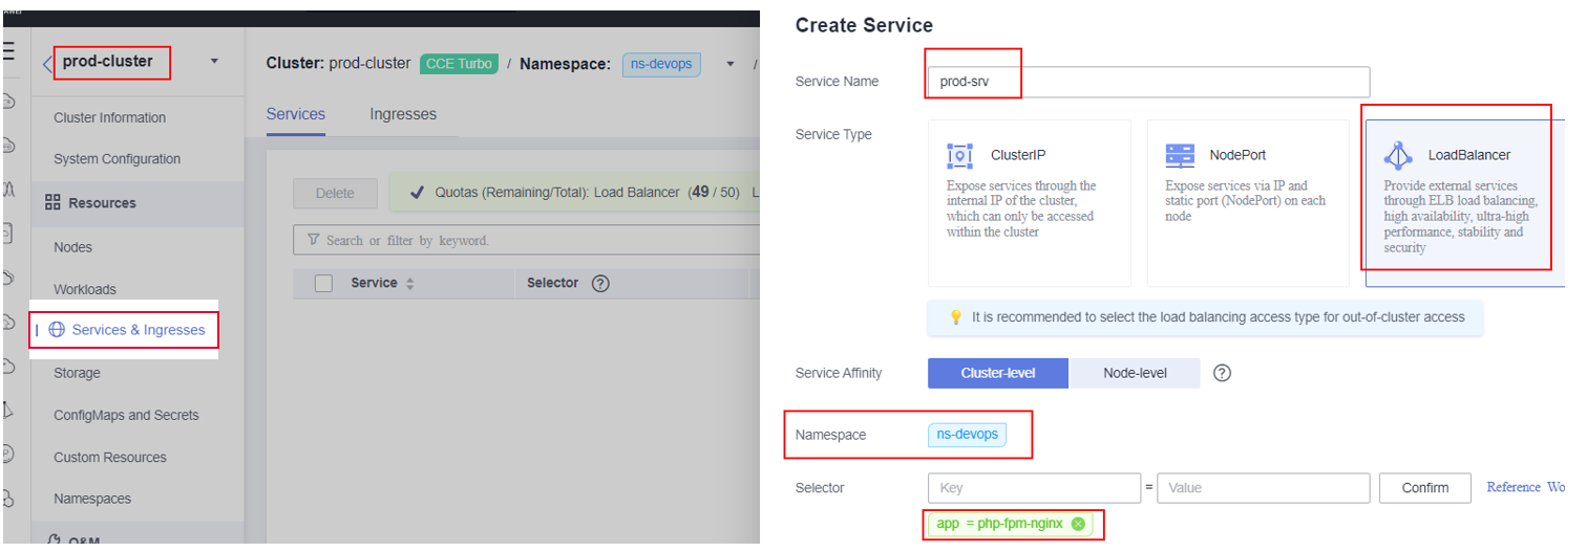 prod-cluster
Cluster Information
System Configuration
Resources
Nodes
Workloads
Services & Ingresses
Storage
ConfigMaps and Secrets
Custom Resources
Namespaces
O&M
Cluster: prod-cluster CCE Turbo / Namespace: ns-devops /
Services Ingresses
Delete
Quotas (Remaining/Total): Load Balancer (49 / 50) L
Search or filter by keyword.
Service Selector ?
Create Service
Service Name prod-srv
Service Type
ClusterIP
Expose services through the
internal IP of the cluster,
which can only be accessed
within the cluster
NodePort
Expose services via IP and
static port (NodePort) on each
node
LoadBalancer
Provide external services
through ELB load balancing,
high availability, ultra-high
performance, stability and
security
It is recommended to select the load balancing access type for out-of-cluster access
Service Affinity Cluster-level Node-level ?
Namespace ns-devops
Selector Key = Value Confirm Reference Wo
app = php-fpm-nginx